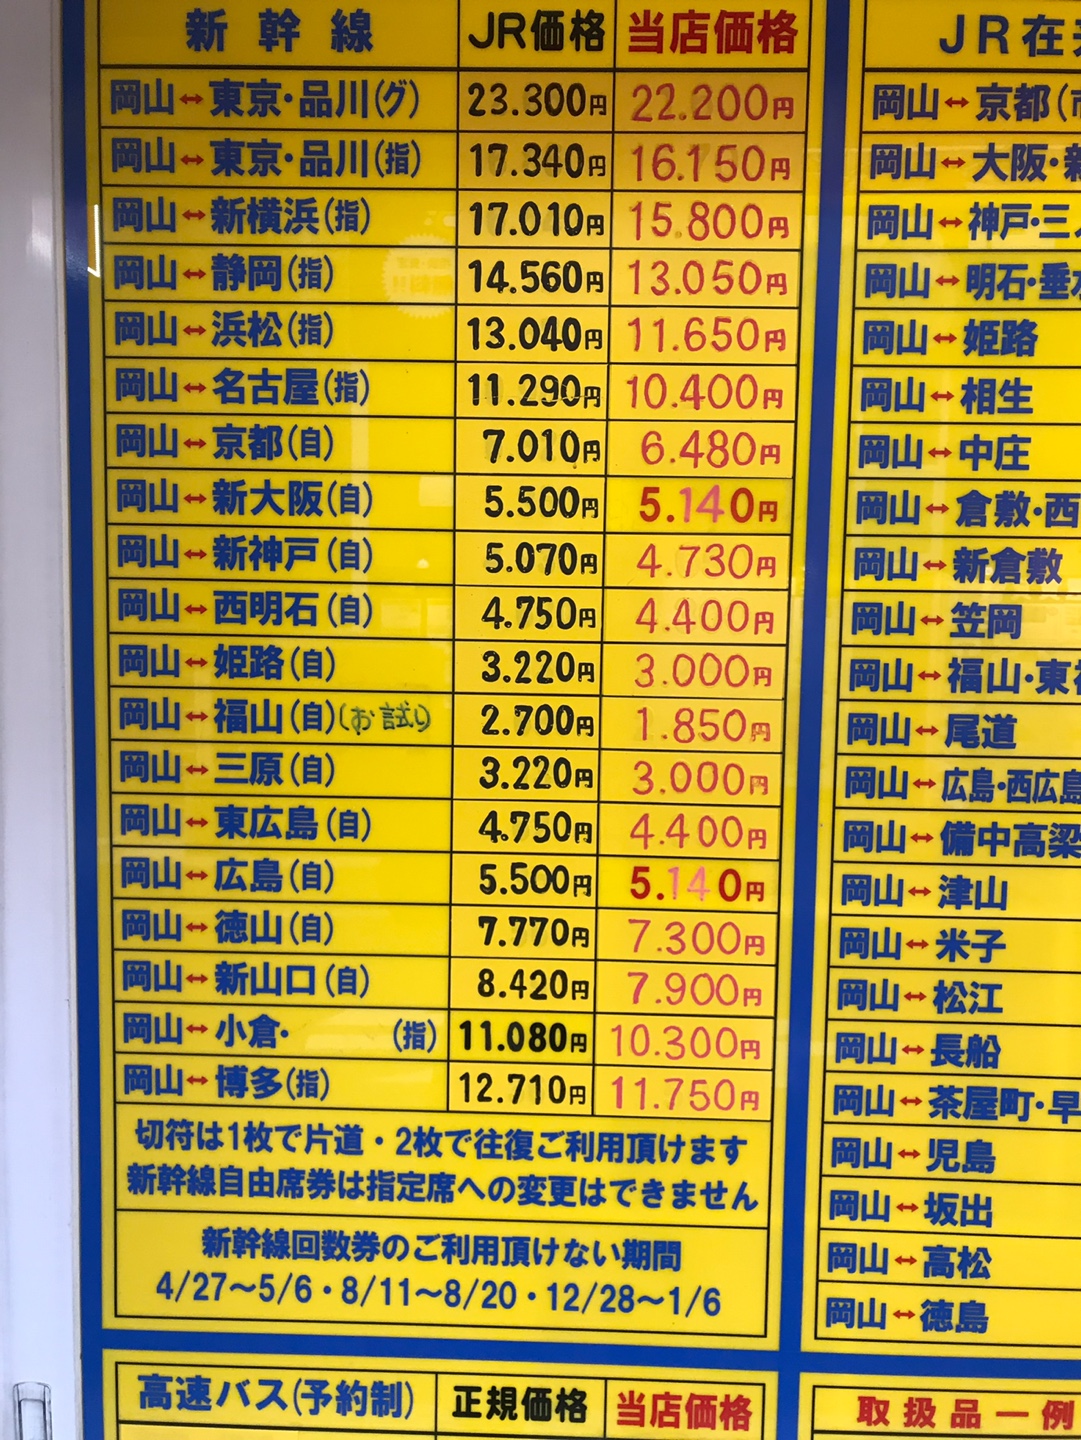 新幹線 JR価格 当店価格
岡山↔東京・品川(グ) 23.300円 22.200円
岡山↔東京・品川(指) 17.340円 16.150円
岡山↔新横浜(指) 17.010円 15.800円
岡山↔静岡(指) 14.560円 13.050円
岡山↔浜松(指) 13.040円 11.650円
岡山↔名古屋(指) 11.290円 10.400円
岡山↔京都(自) 7.010円 6.480円
岡山↔新大阪(自) 5.500円 5.140円
岡山↔新神戸(自) 5.070円 4.730円
岡山↔西明石(自) 4.750円 4.400円
岡山↔姫路(自) 3.220円 3.000円
岡山↔福山(自)(お試し) 2.700円 1.850円
岡山↔三原(自) 3.220円 3.000円
岡山↔東広島(自) 4.750円 4.400円
岡山↔広島(自) 5.500円 5.140円
岡山↔徳山(自) 7.770円 7.300円
岡山↔新山口(自) 8.420円 7.900円
岡山↔小倉・(指) 11.080円 10.300円
岡山↔博多(指) 12.710円 11.750円
切符は1枚で片道・2枚で往復ご利用頂けます
新幹線自由席券は指定席への変更はできません
新幹線回数券のご利用頂けない期間
4/27〜5/6・8/11〜8/20・12/28〜1/6
高速バス(予約制) 正規価格 当店価格
JR在
岡山↔京都(
岡山↔大阪・
岡山↔神戸・三
岡山↔明石・垂
岡山↔姫路
岡山↔相生
岡山↔中庄
岡山↔倉敷・西
岡山↔新倉敷
岡山↔笠岡
岡山↔福山・東
岡山↔尾道
岡山↔広島・西広島
岡山↔備中高梁
岡山↔津山
岡山↔米子
岡山↔松江
岡山↔長船
岡山↔茶屋町・早
岡山↔児島
岡山↔坂出
岡山↔高松
岡山↔徳島
取扱品一例